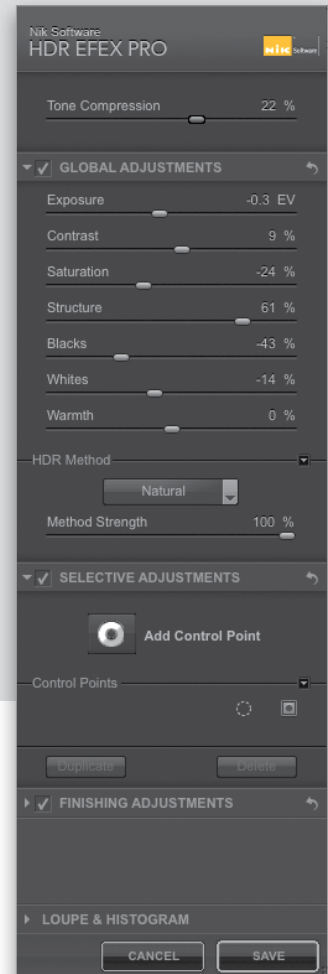 Nik Software
HDR EFEX PRO
nik Software
Tone Compression 22 %
GLOBAL ADJUSTMENTS
Exposure -0.3 EV
Contrast 9 %
Saturation -24 %
Structure 61 %
Blacks -43 %
Whites -14 %
Warmth 0 %
HDR Method
Natural
Method Strength 100 %
SELECTIVE ADJUSTMENTS
Add Control Point
Control Points
Duplicate Delete
FINISHING ADJUSTMENTS
LOUPE & HISTOGRAM
CANCEL SAVE